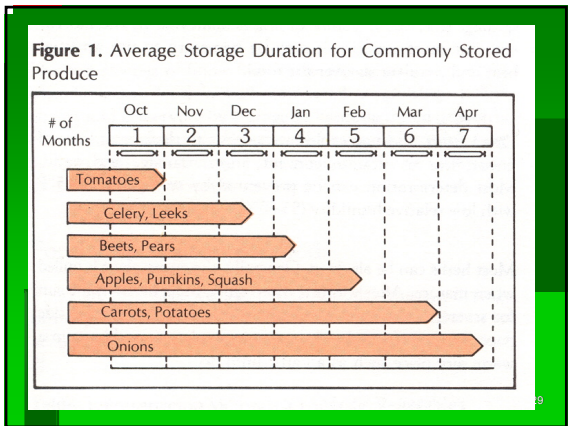 Figure 1. Average Storage Duration for Commonly Stored
Produce
Oct Nov Dec Jan Feb Mar Apr
# of
Months
1 2 3 4 5 6 7
Tomatoes
Celery, Leeks
Beets, Pears
Apples, Pumkins, Squash
Carrots, Potatoes
Onions
29